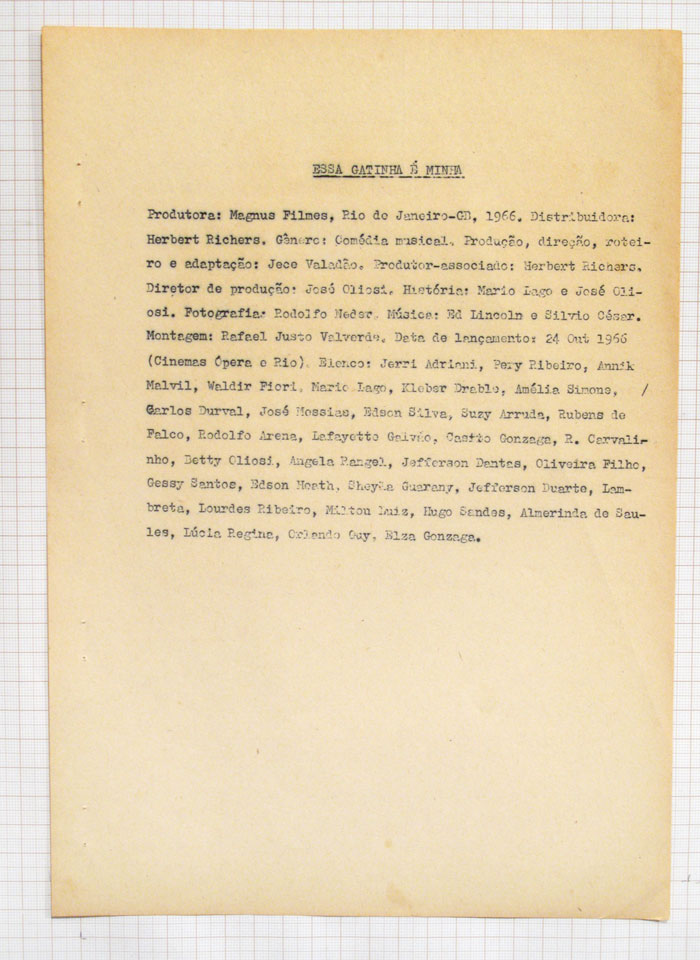 ESSA GATINHA É MINHA
Produtora: Magnus Filmes, Rio de Janeiro-GB, 1966. Distribuidora:
Herbert Richers. Gênero: Comédia musical. Produção, direção, rotei-
ro e adaptação: Jece Valadão. Produtor-associado: Herbert Richers.
Diretor de produção: José Oliosi. História: Mario Lago e José Oli-
osi. Fotografia: Rodolfo Neder. Música: Ed Lincoln e Silvio César.
Montagem: Rafael Justo Valverde. Data de lançamento: 24 Out 1966
(Cinemas Ópera e Rio). Elenco: Jerri Adriani, Pery Ribeiro, Annik
Malvil, Waldir Fiori, Mario Lago, Kleber Drable, Amélia Simone, /
Carlos Durval, José Messias, Edson Silva, Suzy Arruda, Rubens de
Falco, Rodolfo Arena, Lafayette Galvão, Castro Gonzaga, R. Carvali-
nho, Betty Oliosi, Angela Rangel, Jefferson Dantas, Oliveira Filho,
Gessy Santos, Edson Heath, Sheyla Guarany, Jefferson Duarte, Lam-
breta, Lourdes Ribeiro, Milton Luiz, Hugo Sandes, Almerinda de Sau-
les, Lúcia Regina, Orlando Guy, Elza Gonzaga.